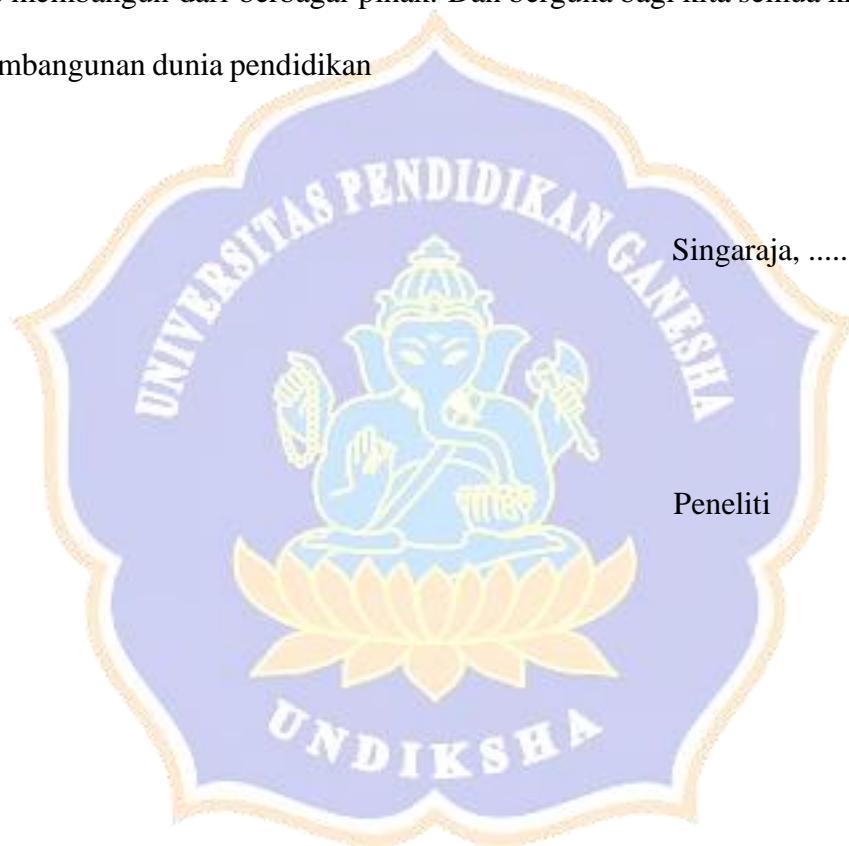 membangun dari berbagai pihak. Dan berguna bagi kita semua
mbangunan dunia pendidikan
UNIVERSITAS PENDIDIKAN GANESHA
Singaraja, .....
Peneliti
UNDIKSHA